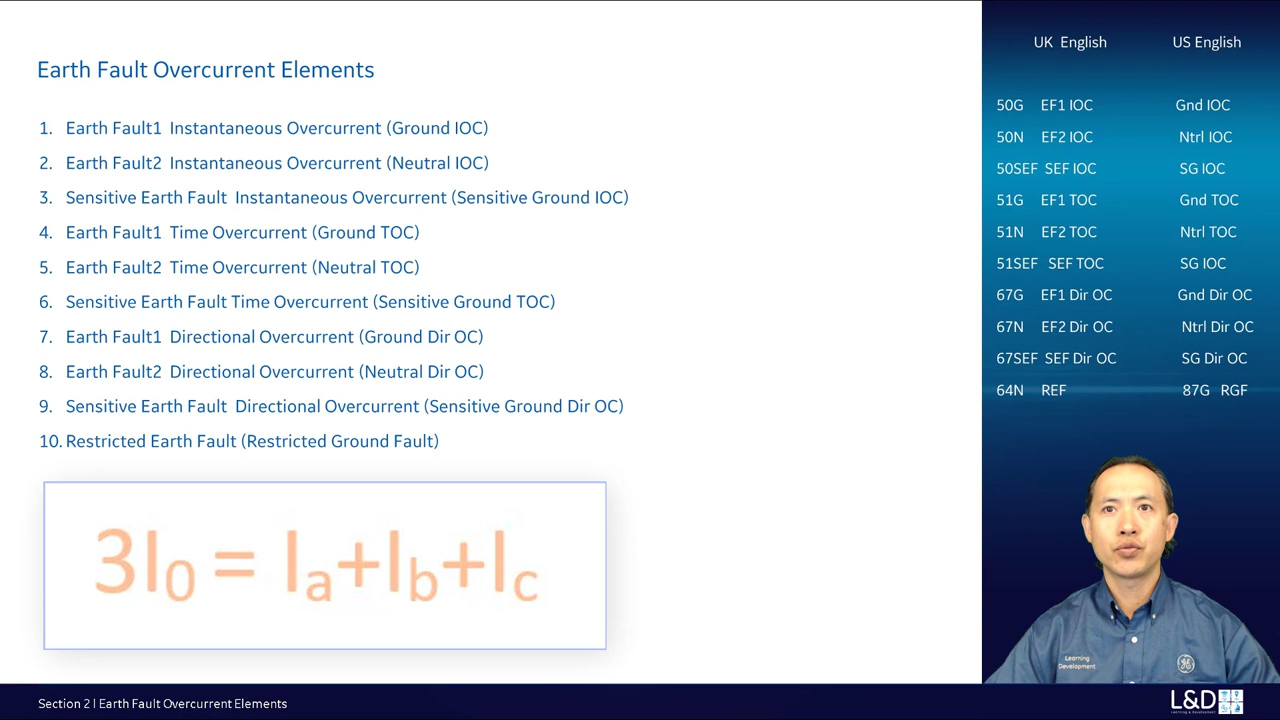 Earth Fault Overcurrent Elements
1. Earth Fault1 Instantaneous Overcurrent (Ground IOC)
2. Earth Fault2 Instantaneous Overcurrent (Neutral IOC)
3. Sensitive Earth Fault Instantaneous Overcurrent (Sensitive Ground IOC)
4. Earth Fault1 Time Overcurrent (Ground TOC)
5. Earth Fault2 Time Overcurrent (Neutral TOC)
6. Sensitive Earth Fault Time Overcurrent (Sensitive Ground TOC)
7. Earth Fault1 Directional Overcurrent (Ground Dir OC)
8. Earth Fault2 Directional Overcurrent (Neutral Dir OC)
9. Sensitive Earth Fault Directional Overcurrent (Sensitive Ground Dir OC)
10. Restricted Earth Fault (Restricted Ground Fault)
3I₀ = Iₐ+I_b+I_c
UK English US English
50G EF1 IOC Gnd IOC
50N EF2 IOC Ntrl IOC
50SEF SEF IOC SG IOC
51G EF1 TOC Gnd TOC
51N EF2 TOC Ntrl TOC
51SEF SEF TOC SG IOC
67G EF1 Dir OC Gnd Dir OC
67N EF2 Dir OC Ntrl Dir OC
67SEF SEF Dir OC SG Dir OC
64N REF 87G RGF
Learning
Development
Section 2 | Earth Fault Overcurrent Elements
L&D
Learning & Development